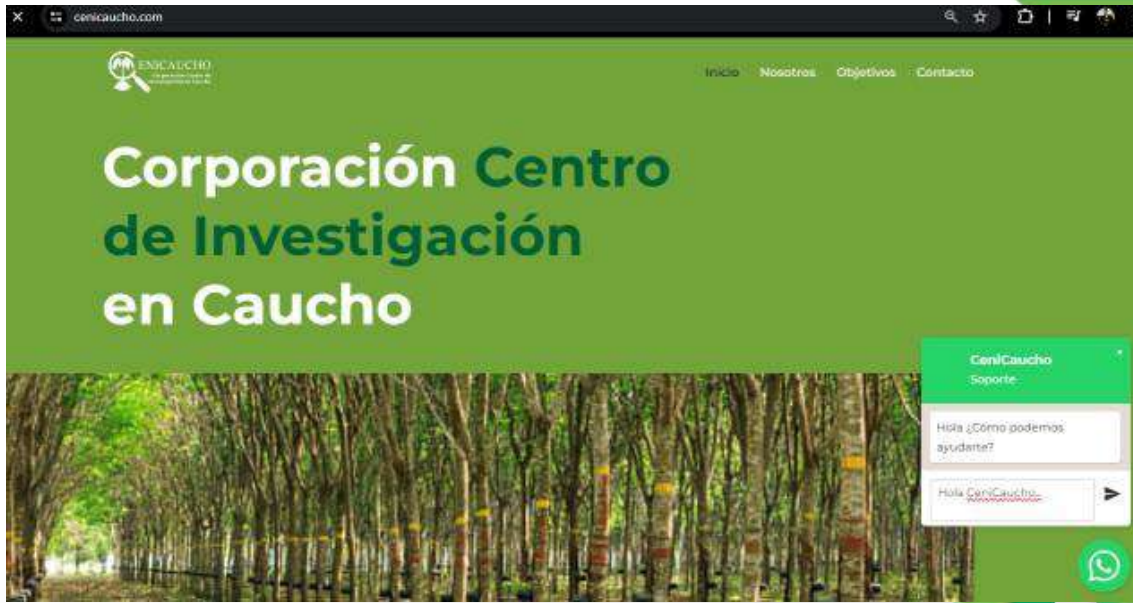 cenicaucho.com
ENICAUCHO
Inicio Nosotros Objetivos Contacto
Corporación Centro
de Investigación
en Caucho
CeniCaucho
Soporte
Hola ¿Cómo podemos
ayudarte?
Hola CeniCaucho..